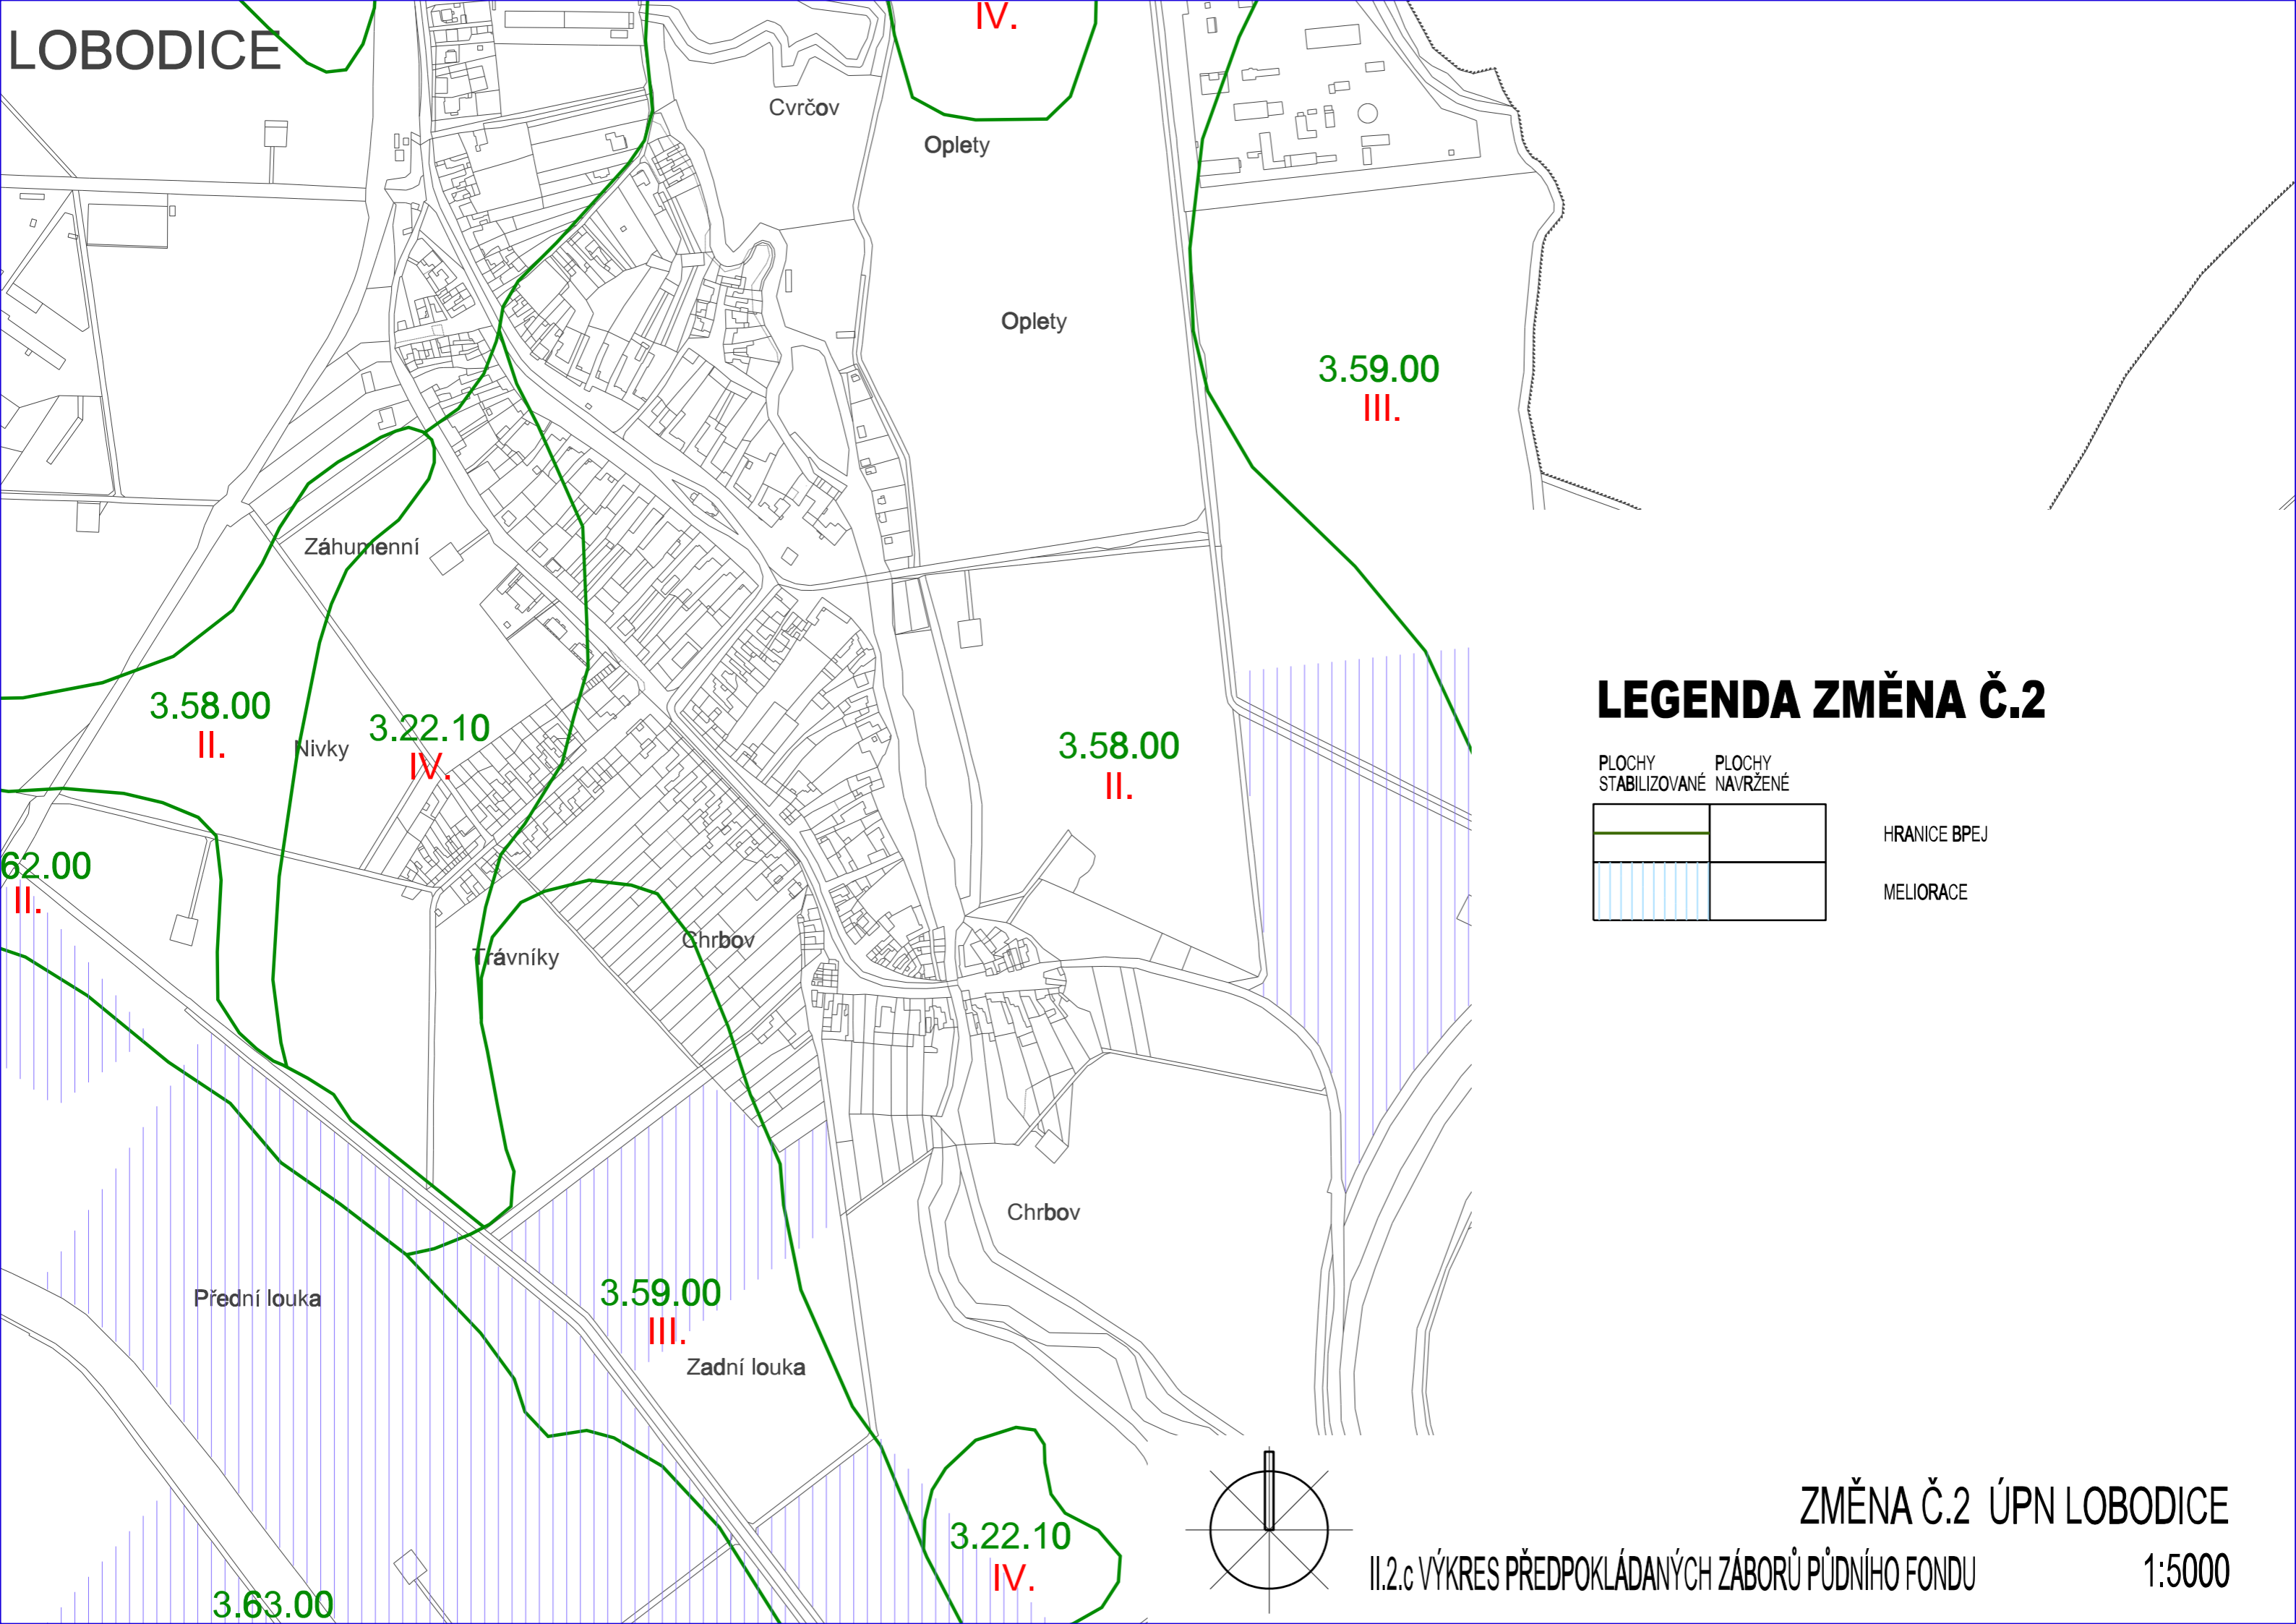 LOBODICE
IV.
Cvrčov
Oplety
Oplety
3.59.00
III.
Záhumenní
3.58.00
II.
3.22.10
IV.
Nivky
3.58.00
II.
LEGENDA ZMĚNA Č.2
PLOCHY STABILIZOVANÉ
PLOCHY NAVRŽENÉ
HRANICE BPEJ
MELIORACE
62.00
II.
Trávníky
Chrbov
Chrbov
Přední louka
3.59.00
III.
Zadní louka
3.22.10
IV.
3.63.00
ZMĚNA Č.2 ÚPN LOBODICE
II.2.c VÝKRES PŘEDPOKLÁDANÝCH ZÁBORŮ PŮDNÍHO FONDU
1:5000